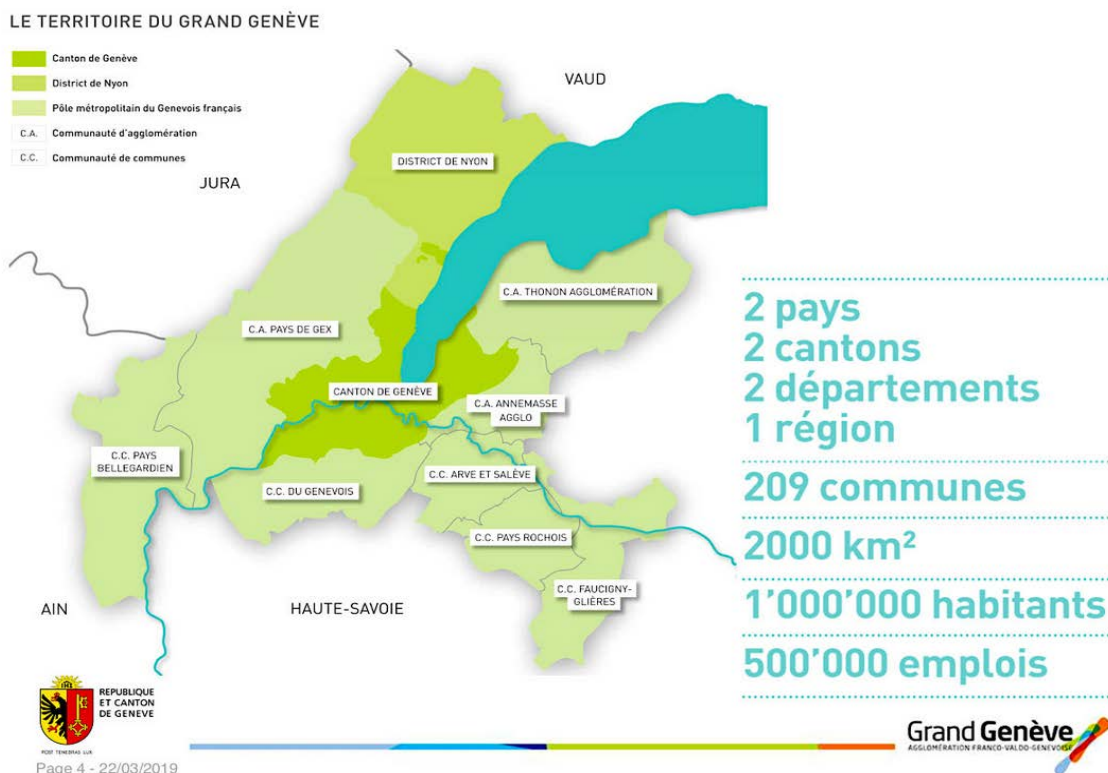 LE TERRITOIRE DU GRAND GENÈVE
Canton de Genève
District de Nyon
Pôle métropolitain du Genevois français
C.A. Communauté d'agglomération
C.C. Communauté de communes
VAUD
DISTRICT DE NYON
JURA
C.A. THONON AGGLOMÉRATION
C.A. PAYS DE GEX
CANTON DE GENÈVE
C.A. ANNEMASSE
AGGLO
C.C. PAYS
BELLEGARDIEN
C.C. ARVE ET SALÈVE
C.C. DU GENEVOIS
C.C. PAYS ROCHOIS
C.C. FAUCIGNY-
GLIÈRES
AIN
HAUTE-SAVOIE
2 pays
2 cantons
2 départements
1 région
209 communes
2000 km²
1'000'000 habitants
500'000 emplois
REPUBLIQUE
ET CANTON
DE GENEVE
POST TENEBRAS LUX
Grand Genève
AGGLOMÉRATION FRANCO-VALDO-GENEVOISE
Page 4 - 22/03/2019